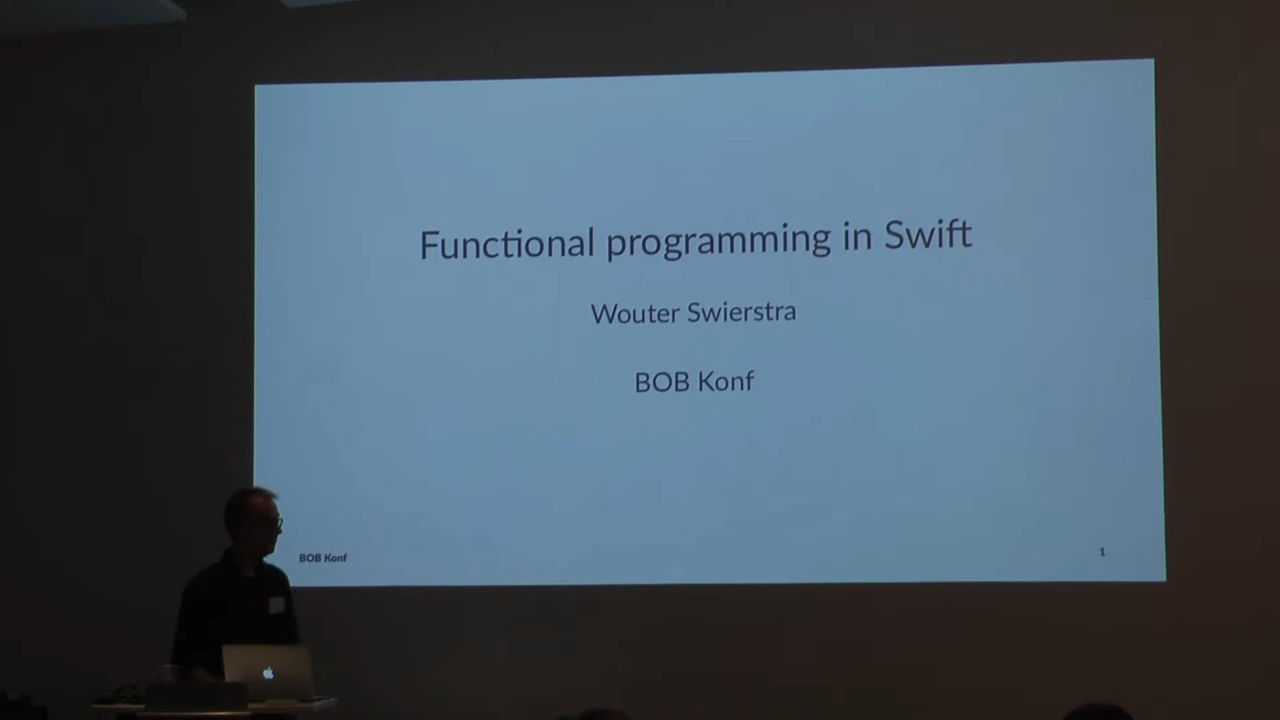 Functional programming in Swift
Wouter Swierstra
BOB Konf
BOB Konf
1